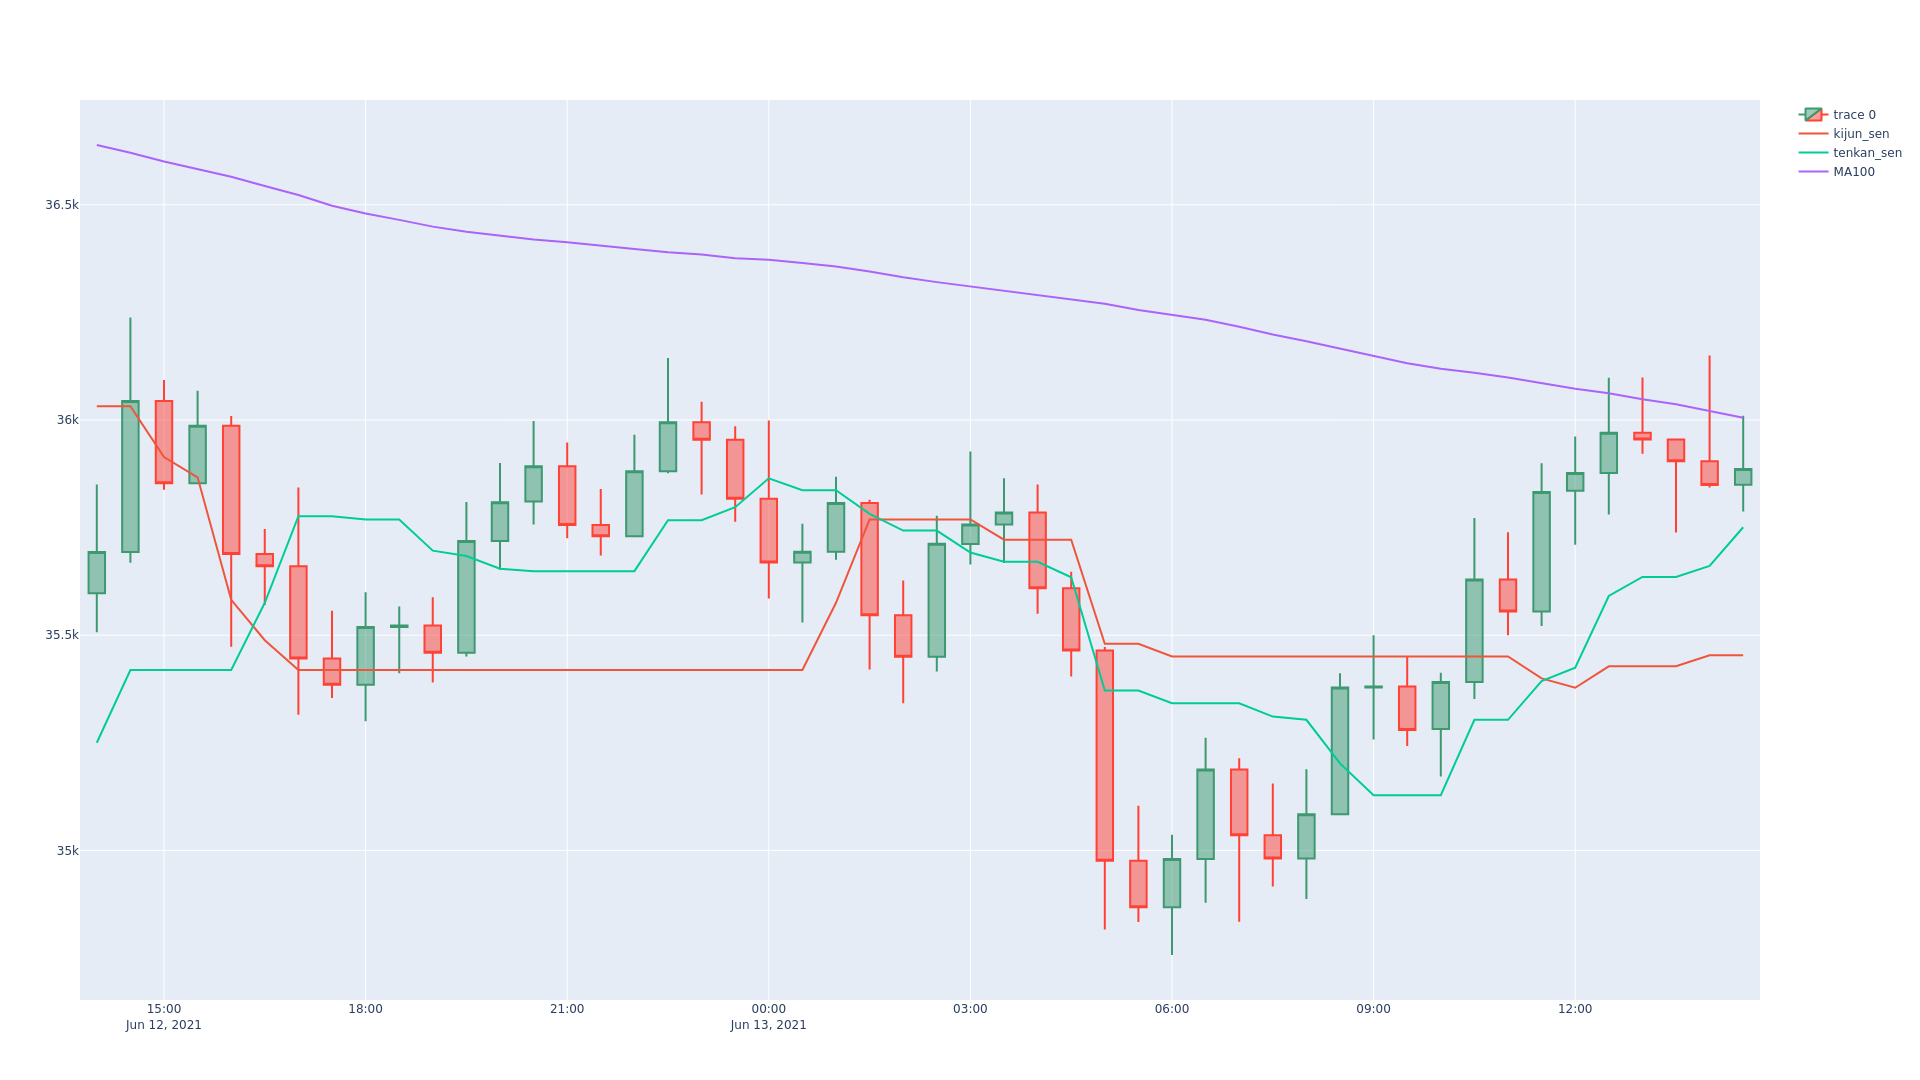 trace 0
kijun_sen
tenkan_sen
MA100
36.5k
36k
35.5k
35k
15:00 18:00 21:00 00:00 03:00 06:00 09:00 12:00
Jun 12, 2021 Jun 13, 2021